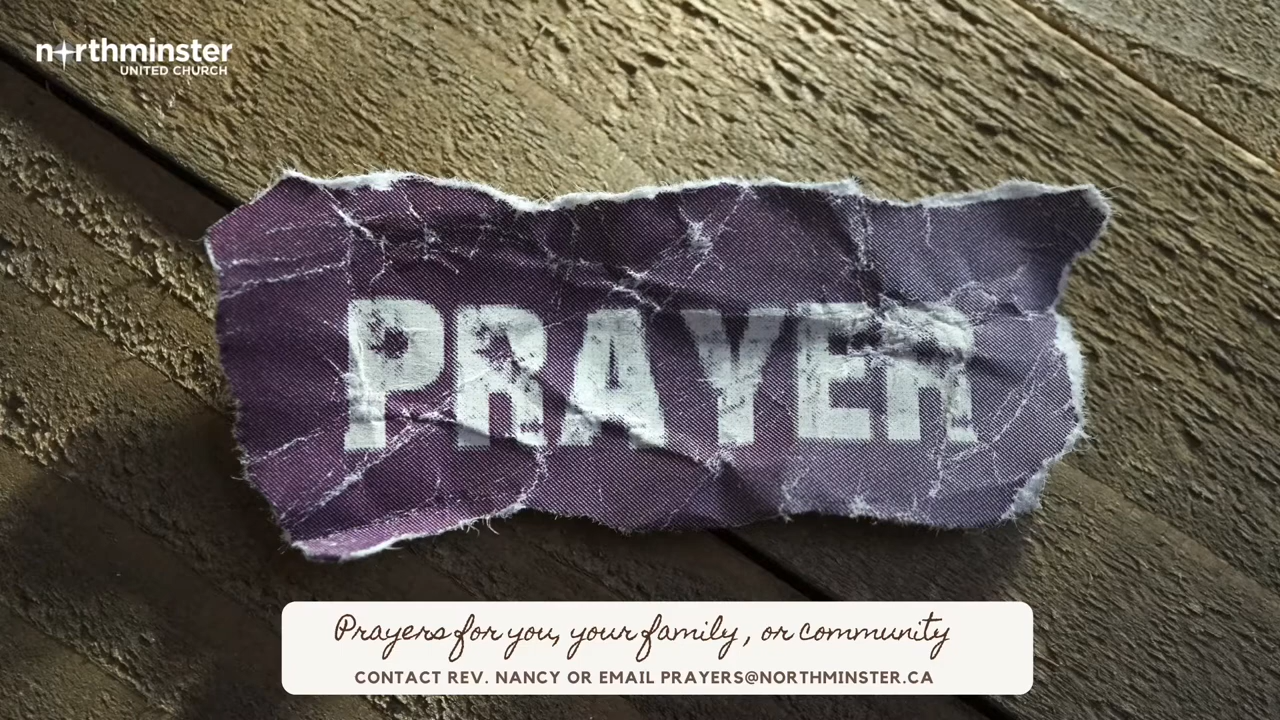 northminster
UNITED CHURCH
PRAYER
Prayers for you, your family, or community
CONTACT REV. NANCY OR EMAIL PRAYERS@NORTHMINSTER.CA